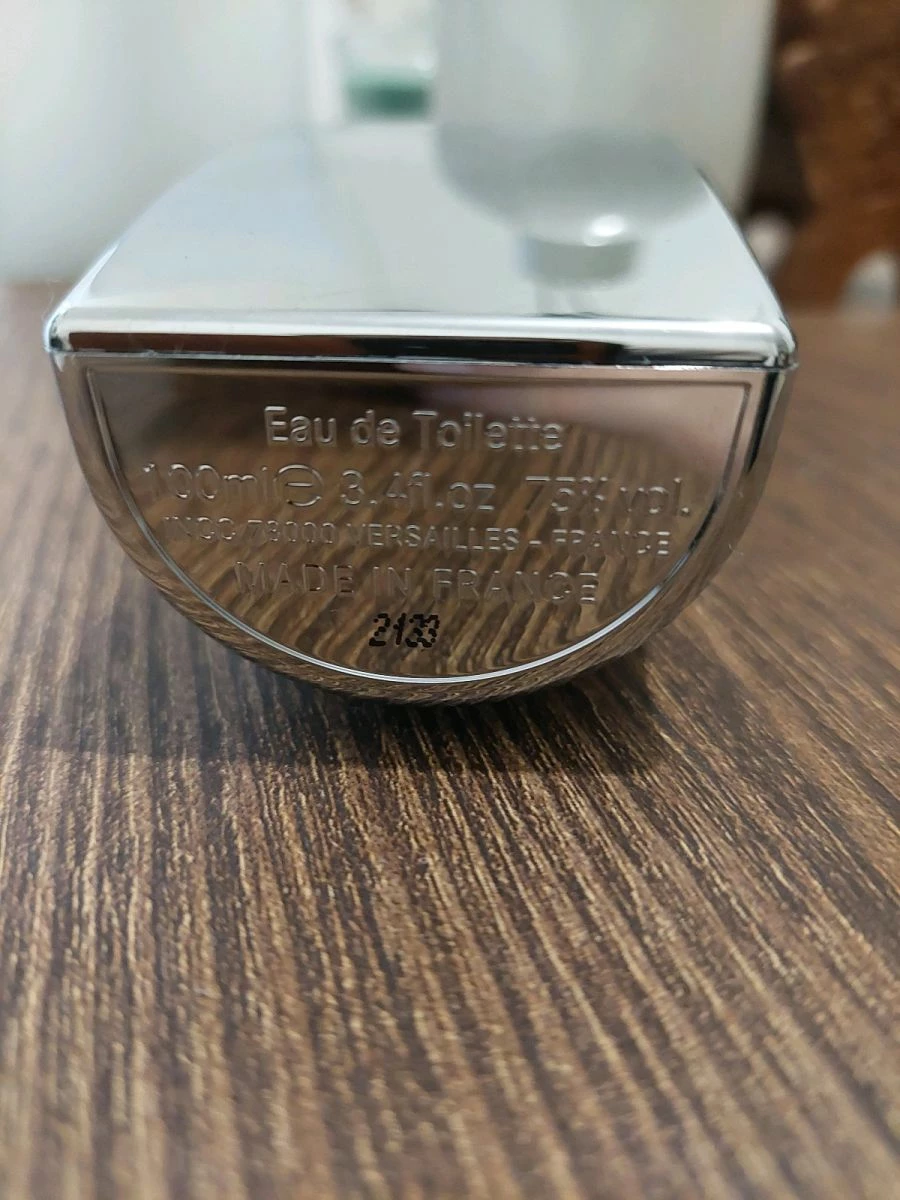 Eau de Toilette
100ml ℮ 3.4fl.oz 75% vol.
INCC 78000 VERSAILLES - FRANCE
MADE IN FRANCE
2133